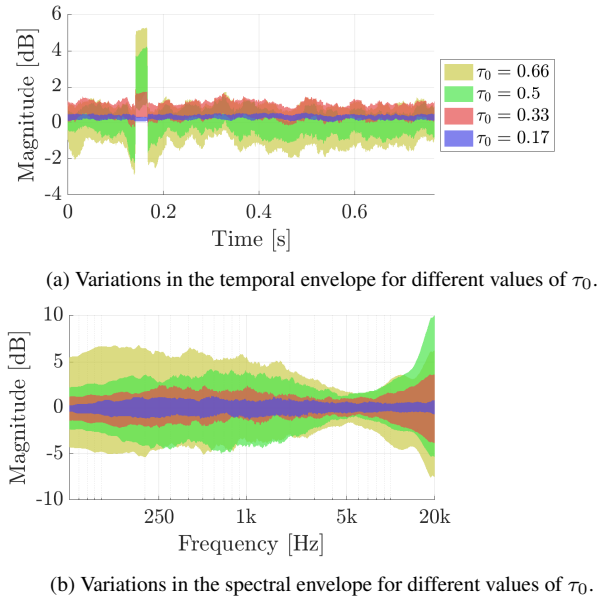 Magnitude [dB]
6
4
2
0
-2
-4
0
0.2
0.4
0.6
Time [s]
τ₀ = 0.66
τ₀ = 0.5
τ₀ = 0.33
τ₀ = 0.17
(a) Variations in the temporal envelope for different values of τ₀.
Magnitude [dB]
10
5
0
-5
-10
250
1k
5k
20k
Frequency [Hz]
(b) Variations in the spectral envelope for different values of τ₀.